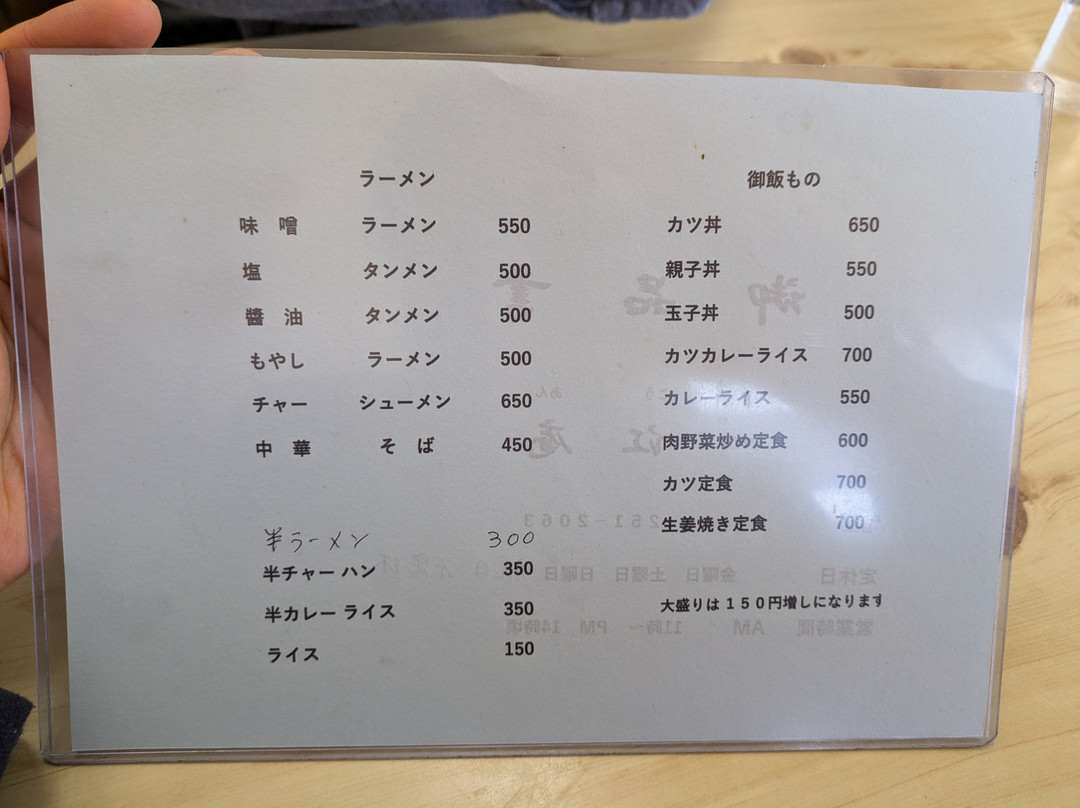 ラーメン
味 噌 ラーメン 550
塩 タンメン 500
醬 油 タンメン 500
もやし ラーメン 500
チャー シューメン 650
中 華 そ ば 450
半ラーメン 300
半チャーハン 350
半カレーライス 350
ライス 150
御飯もの
カツ丼 650
親子丼 550
玉子丼 500
カツカレーライス 700
カレーライス 550
肉野菜炒め定食 600
カツ定食 700
生姜焼き定食 700
大盛りは150円増しになります